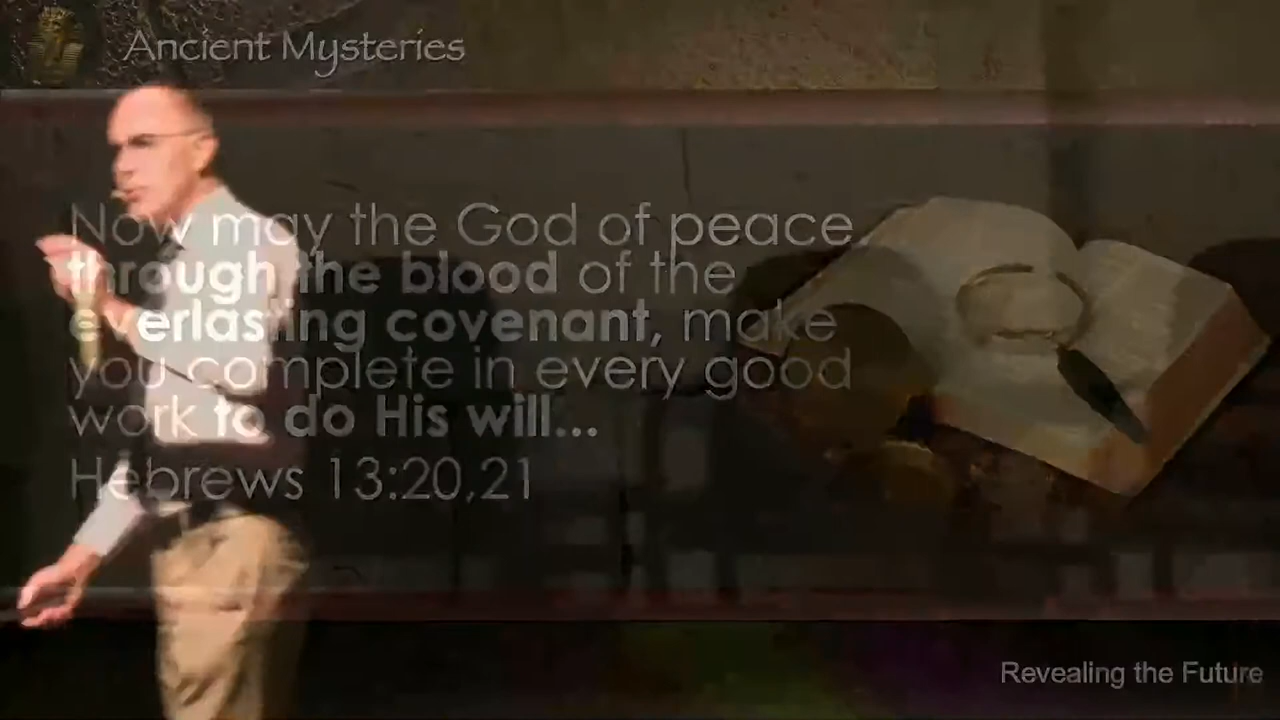 Ancient Mysteries
Now may the God of peace
through the blood of the
everlasting covenant, make
you complete in every good
work to do His will...
Hebrews 13:20,21
Revealing the Future